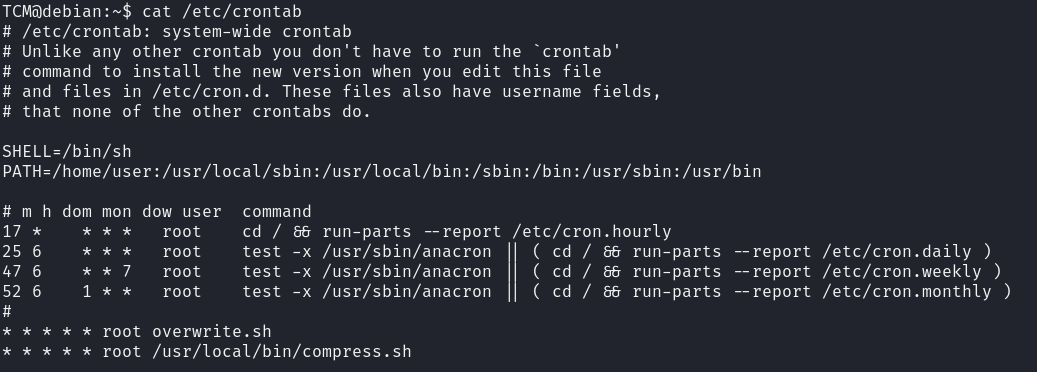 TCM@debian:~$ cat /etc/crontab
# /etc/crontab: system-wide crontab
# Unlike any other crontab you don't have to run the `crontab'
# command to install the new version when you edit this file
# and files in /etc/cron.d. These files also have username fields,
# that none of the other crontabs do.
SHELL=/bin/sh
PATH=/home/user:/usr/local/sbin:/usr/local/bin:/sbin:/bin:/usr/sbin:/usr/bin
# m h dom mon dow user  command
17 *    * * *   root    cd / && run-parts --report /etc/cron.hourly
25 6    * * *   root    test -x /usr/sbin/anacron || ( cd / && run-parts --report /etc/cron.daily )
47 6    * * 7   root    test -x /usr/sbin/anacron || ( cd / && run-parts --report /etc/cron.weekly )
52 6    1 * *   root    test -x /usr/sbin/anacron || ( cd / && run-parts --report /etc/cron.monthly )
#
* * * * * root overwrite.sh
* * * * * root /usr/local/bin/compress.sh